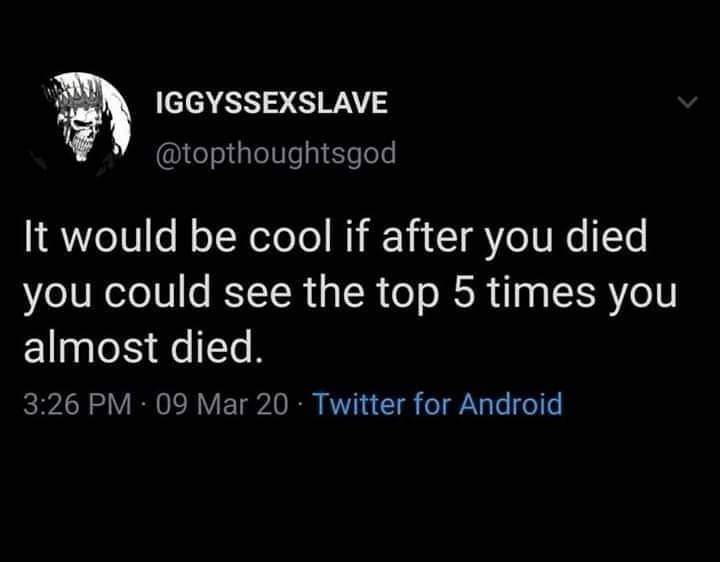 IGGYSSEXSLAVE
@topthoughtsgod
It would be cool if after you died
you could see the top 5 times you
almost died.
3:26 PM · 09 Mar 20 · Twitter for Android